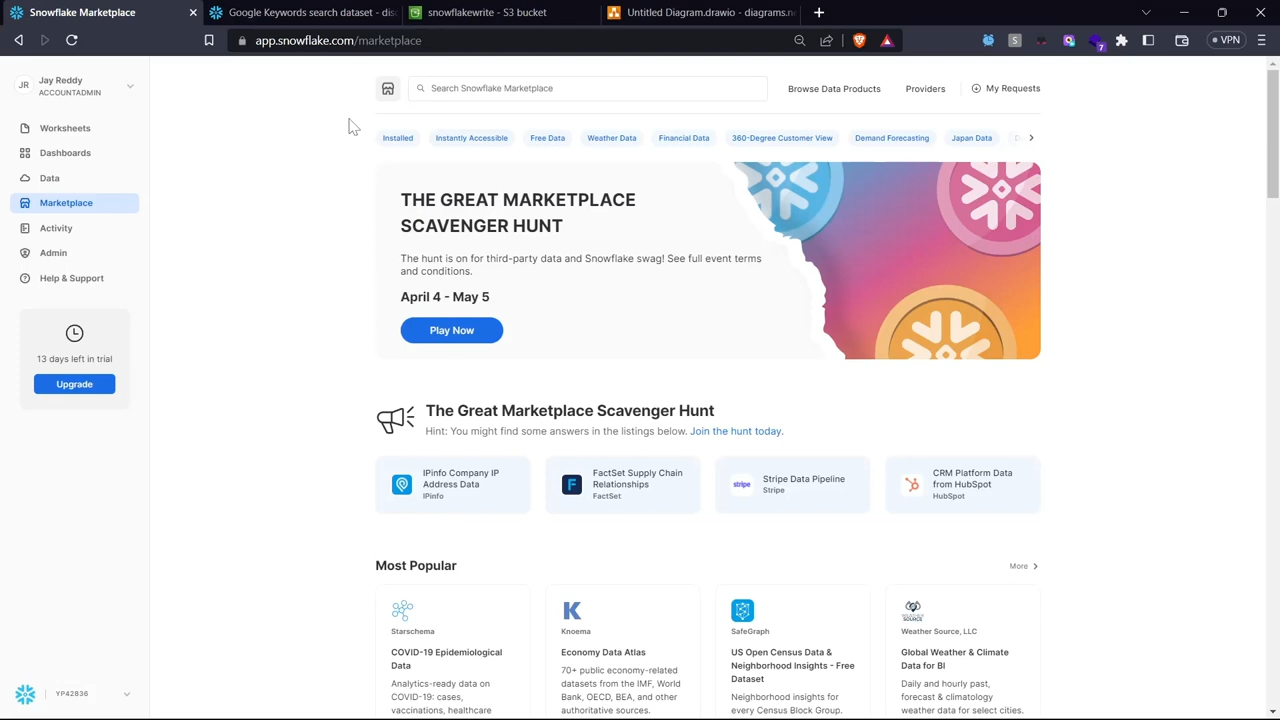 Snowflake Marketplace
Google Keywords search dataset - dis
snowflakewrite - S3 bucket
Untitled Diagram.drawio - diagrams.ne
app.snowflake.com/marketplace
7
VPN
JR
Jay Reddy
ACCOUNTADMIN
Search Snowflake Marketplace
Browse Data Products
Providers
My Requests
Worksheets
Dashboards
Data
Marketplace
Activity
Admin
Help & Support
13 days left in trial
Upgrade
Installed
Instantly Accessible
Free Data
Weather Data
Financial Data
360-Degree Customer View
Demand Forecasting
Japan Data
THE GREAT MARKETPLACE
SCAVENGER HUNT
The hunt is on for third-party data and Snowflake swag! See full event terms
and conditions.
April 4 - May 5
Play Now
The Great Marketplace Scavenger Hunt
Hint: You might find some answers in the listings below. Join the hunt today.
IPinfo Company IP
Address Data
IPinfo
F
FactSet Supply Chain
Relationships
FactSet
stripe
Stripe Data Pipeline
Stripe
CRM Platform Data
from HubSpot
HubSpot
Most Popular
More
Starschema
COVID-19 Epidemiological
Data
Analytics-ready data on
COVID-19: cases,
vaccinations, healthcare
K
Knoema
Economy Data Atlas
70+ public economy-related
datasets from the IMF, World
Bank, OECD, BEA, and other
authoritative sources.
SafeGraph
US Open Census Data &
Neighborhood Insights - Free
Dataset
Neighborhood insights for
every Census Block Group.
Weather Source, LLC
Global Weather & Climate
Data for BI
Daily and hourly past,
forecast & climatology
weather data for select cities.
YP42836